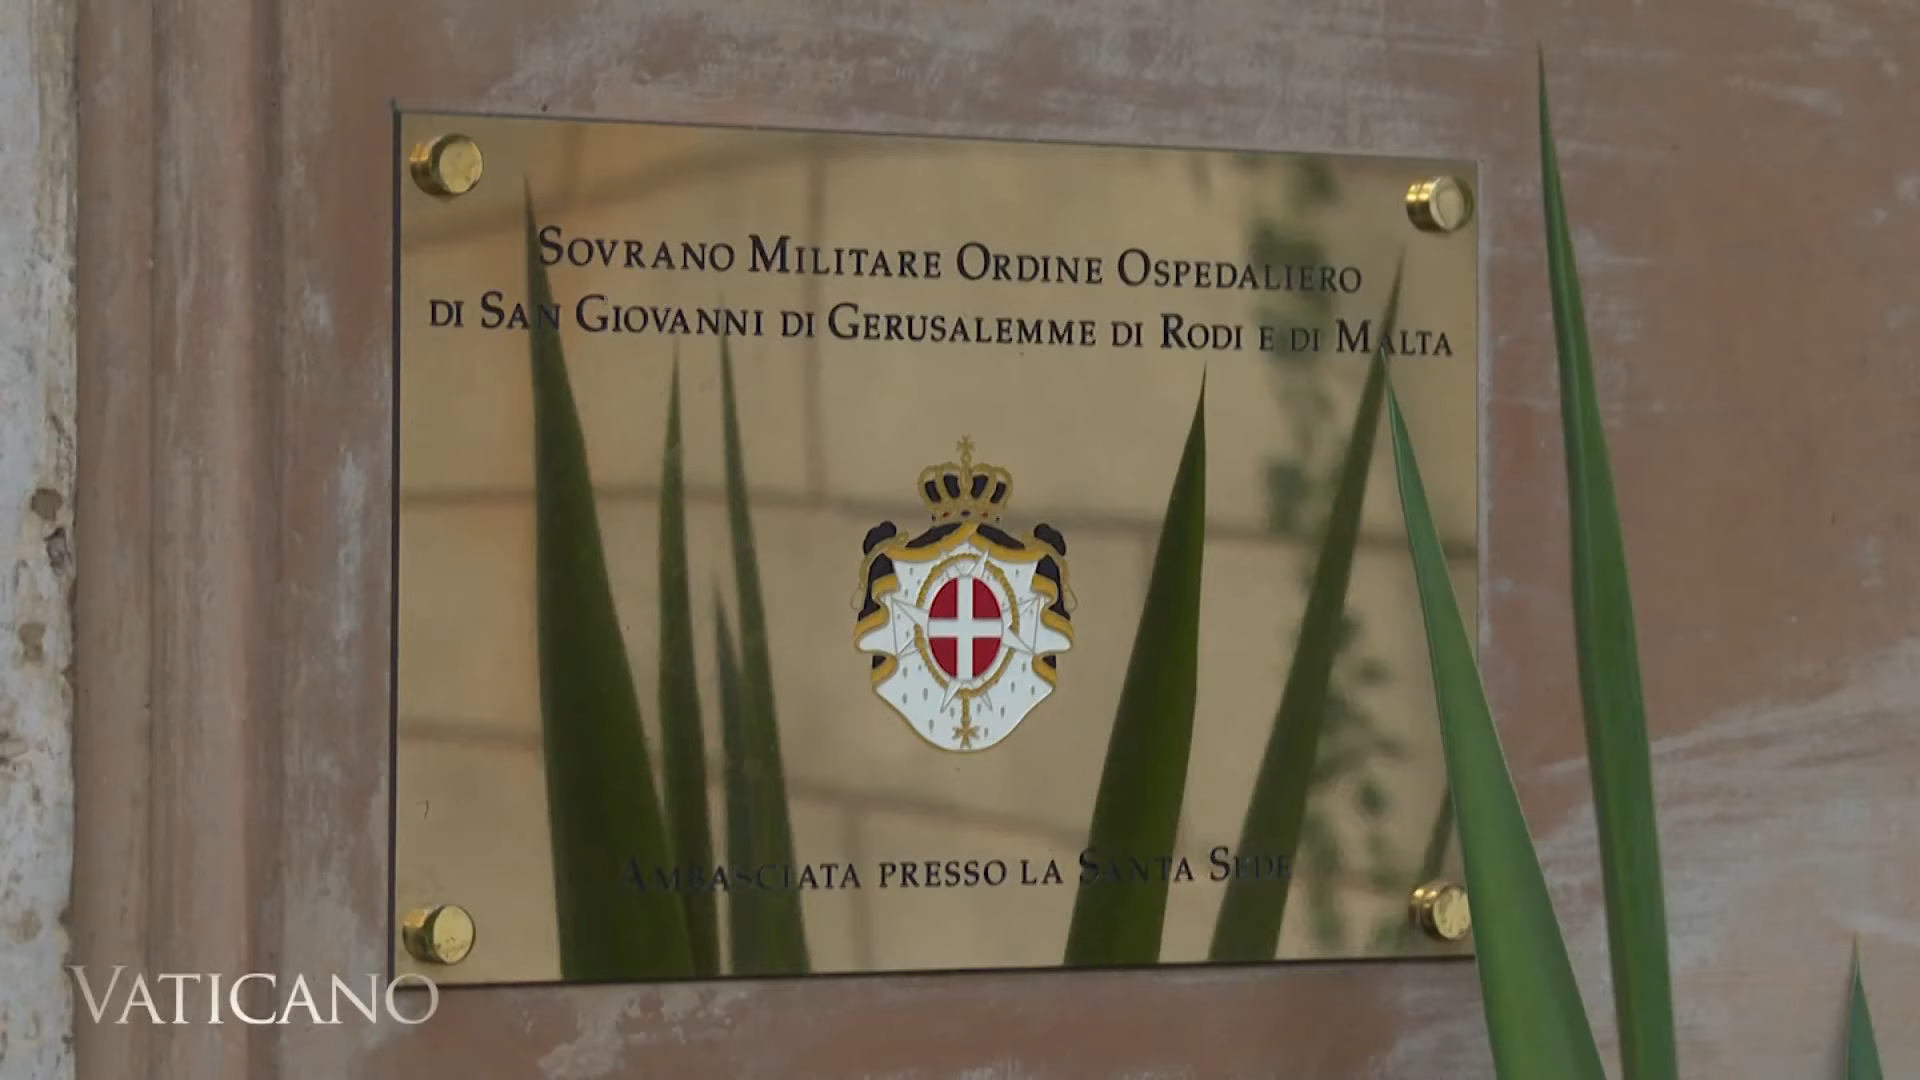 SOVRANO MILITARE ORDINE OSPEDALIERO
DI SAN GIOVANNI DI GERUSALEMME DI RODI E DI MALTA
AMBASCIATA PRESSO LA SANTA SEDE
VATICANO